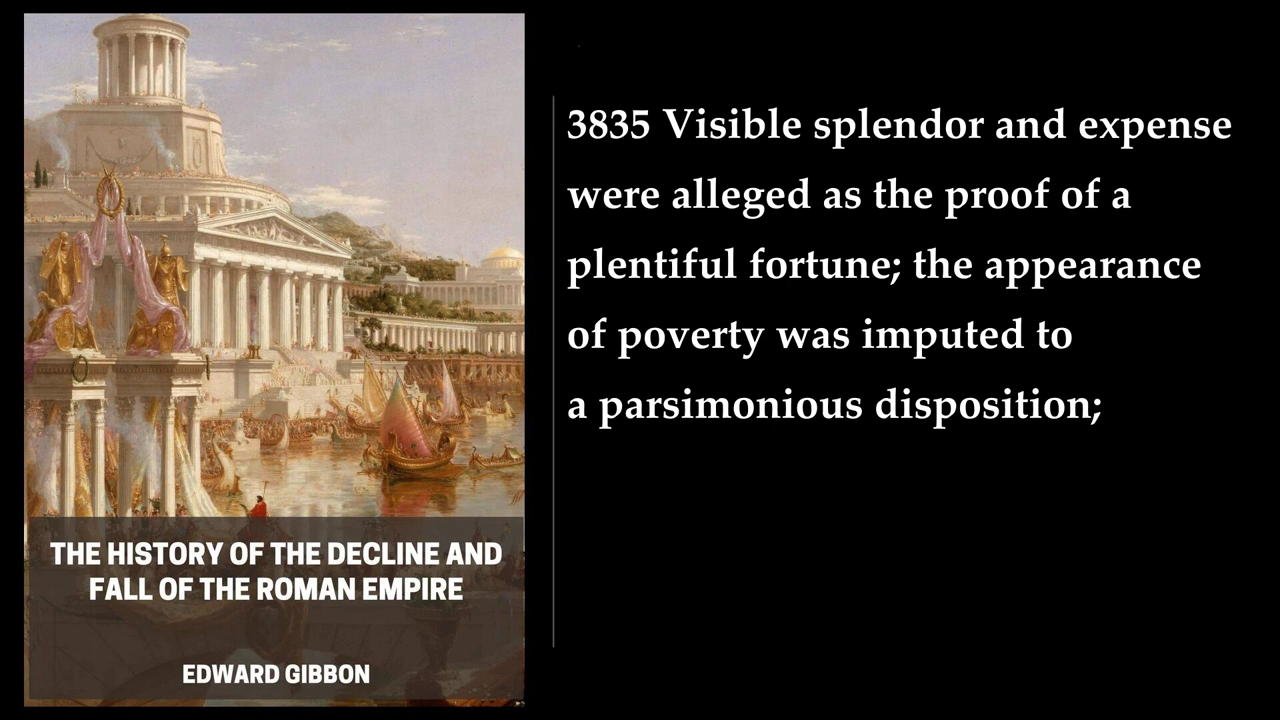 3835 Visible splendor and expense
were alleged as the proof of a
plentiful fortune; the appearance
of poverty was imputed to
a parsimonious disposition;
THE HISTORY OF THE DECLINE AND
FALL OF THE ROMAN EMPIRE
EDWARD GIBBON